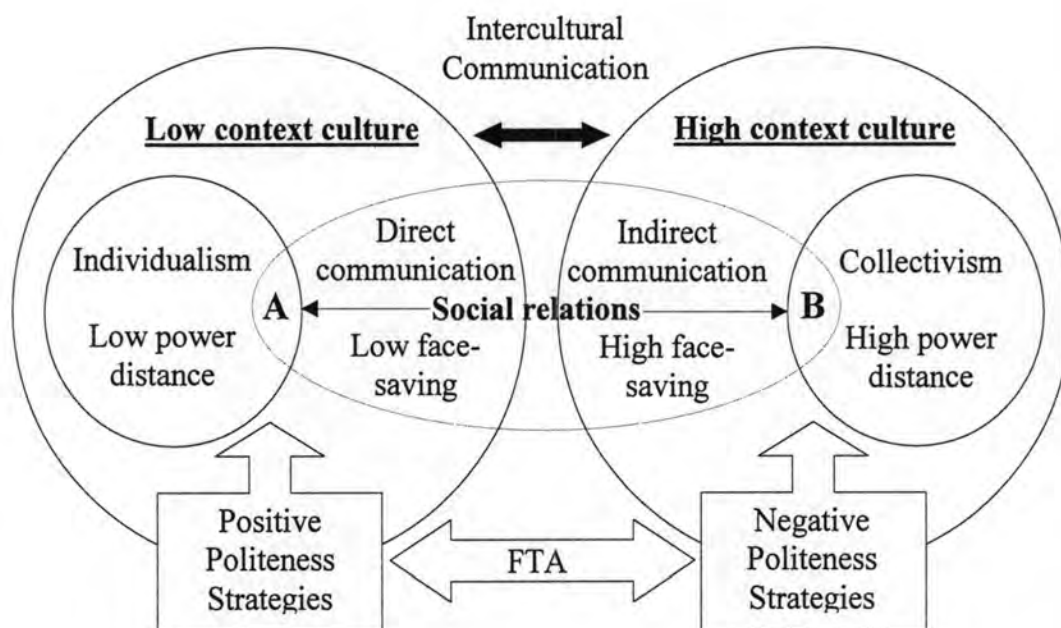 Intercultural
Communication
Low context culture
High context culture
Individualism
Low power
distance
A
Direct
communication
Social relations
Low face-
saving
Indirect
communication
High face-
saving
B
Collectivism
High power
distance
Positive
Politeness
Strategies
FTA
Negative
Politeness
Strategies